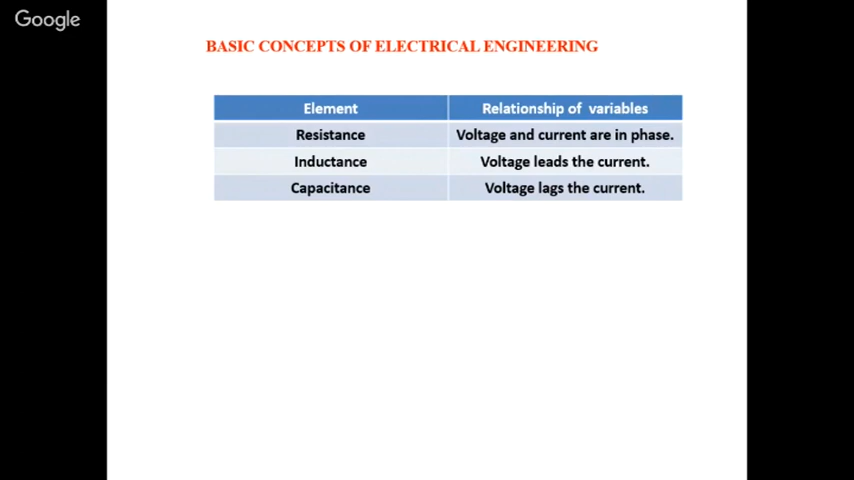 Google
BASIC CONCEPTS OF ELECTRICAL ENGINEERING
Element Relationship of variables
Resistance Voltage and current are in phase.
Inductance Voltage leads the current.
Capacitance Voltage lags the current.